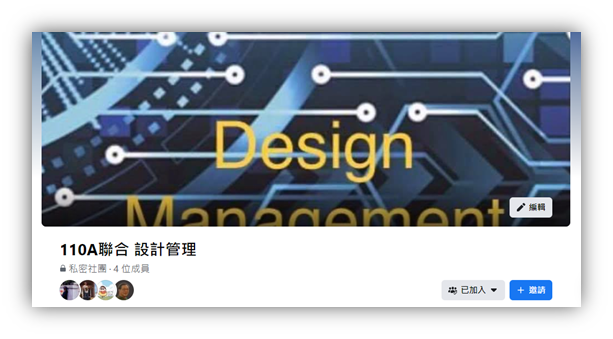 Design
Management
編輯
110A聯合 設計管理
私密社團 · 4 位成員
已加入
+ 邀請